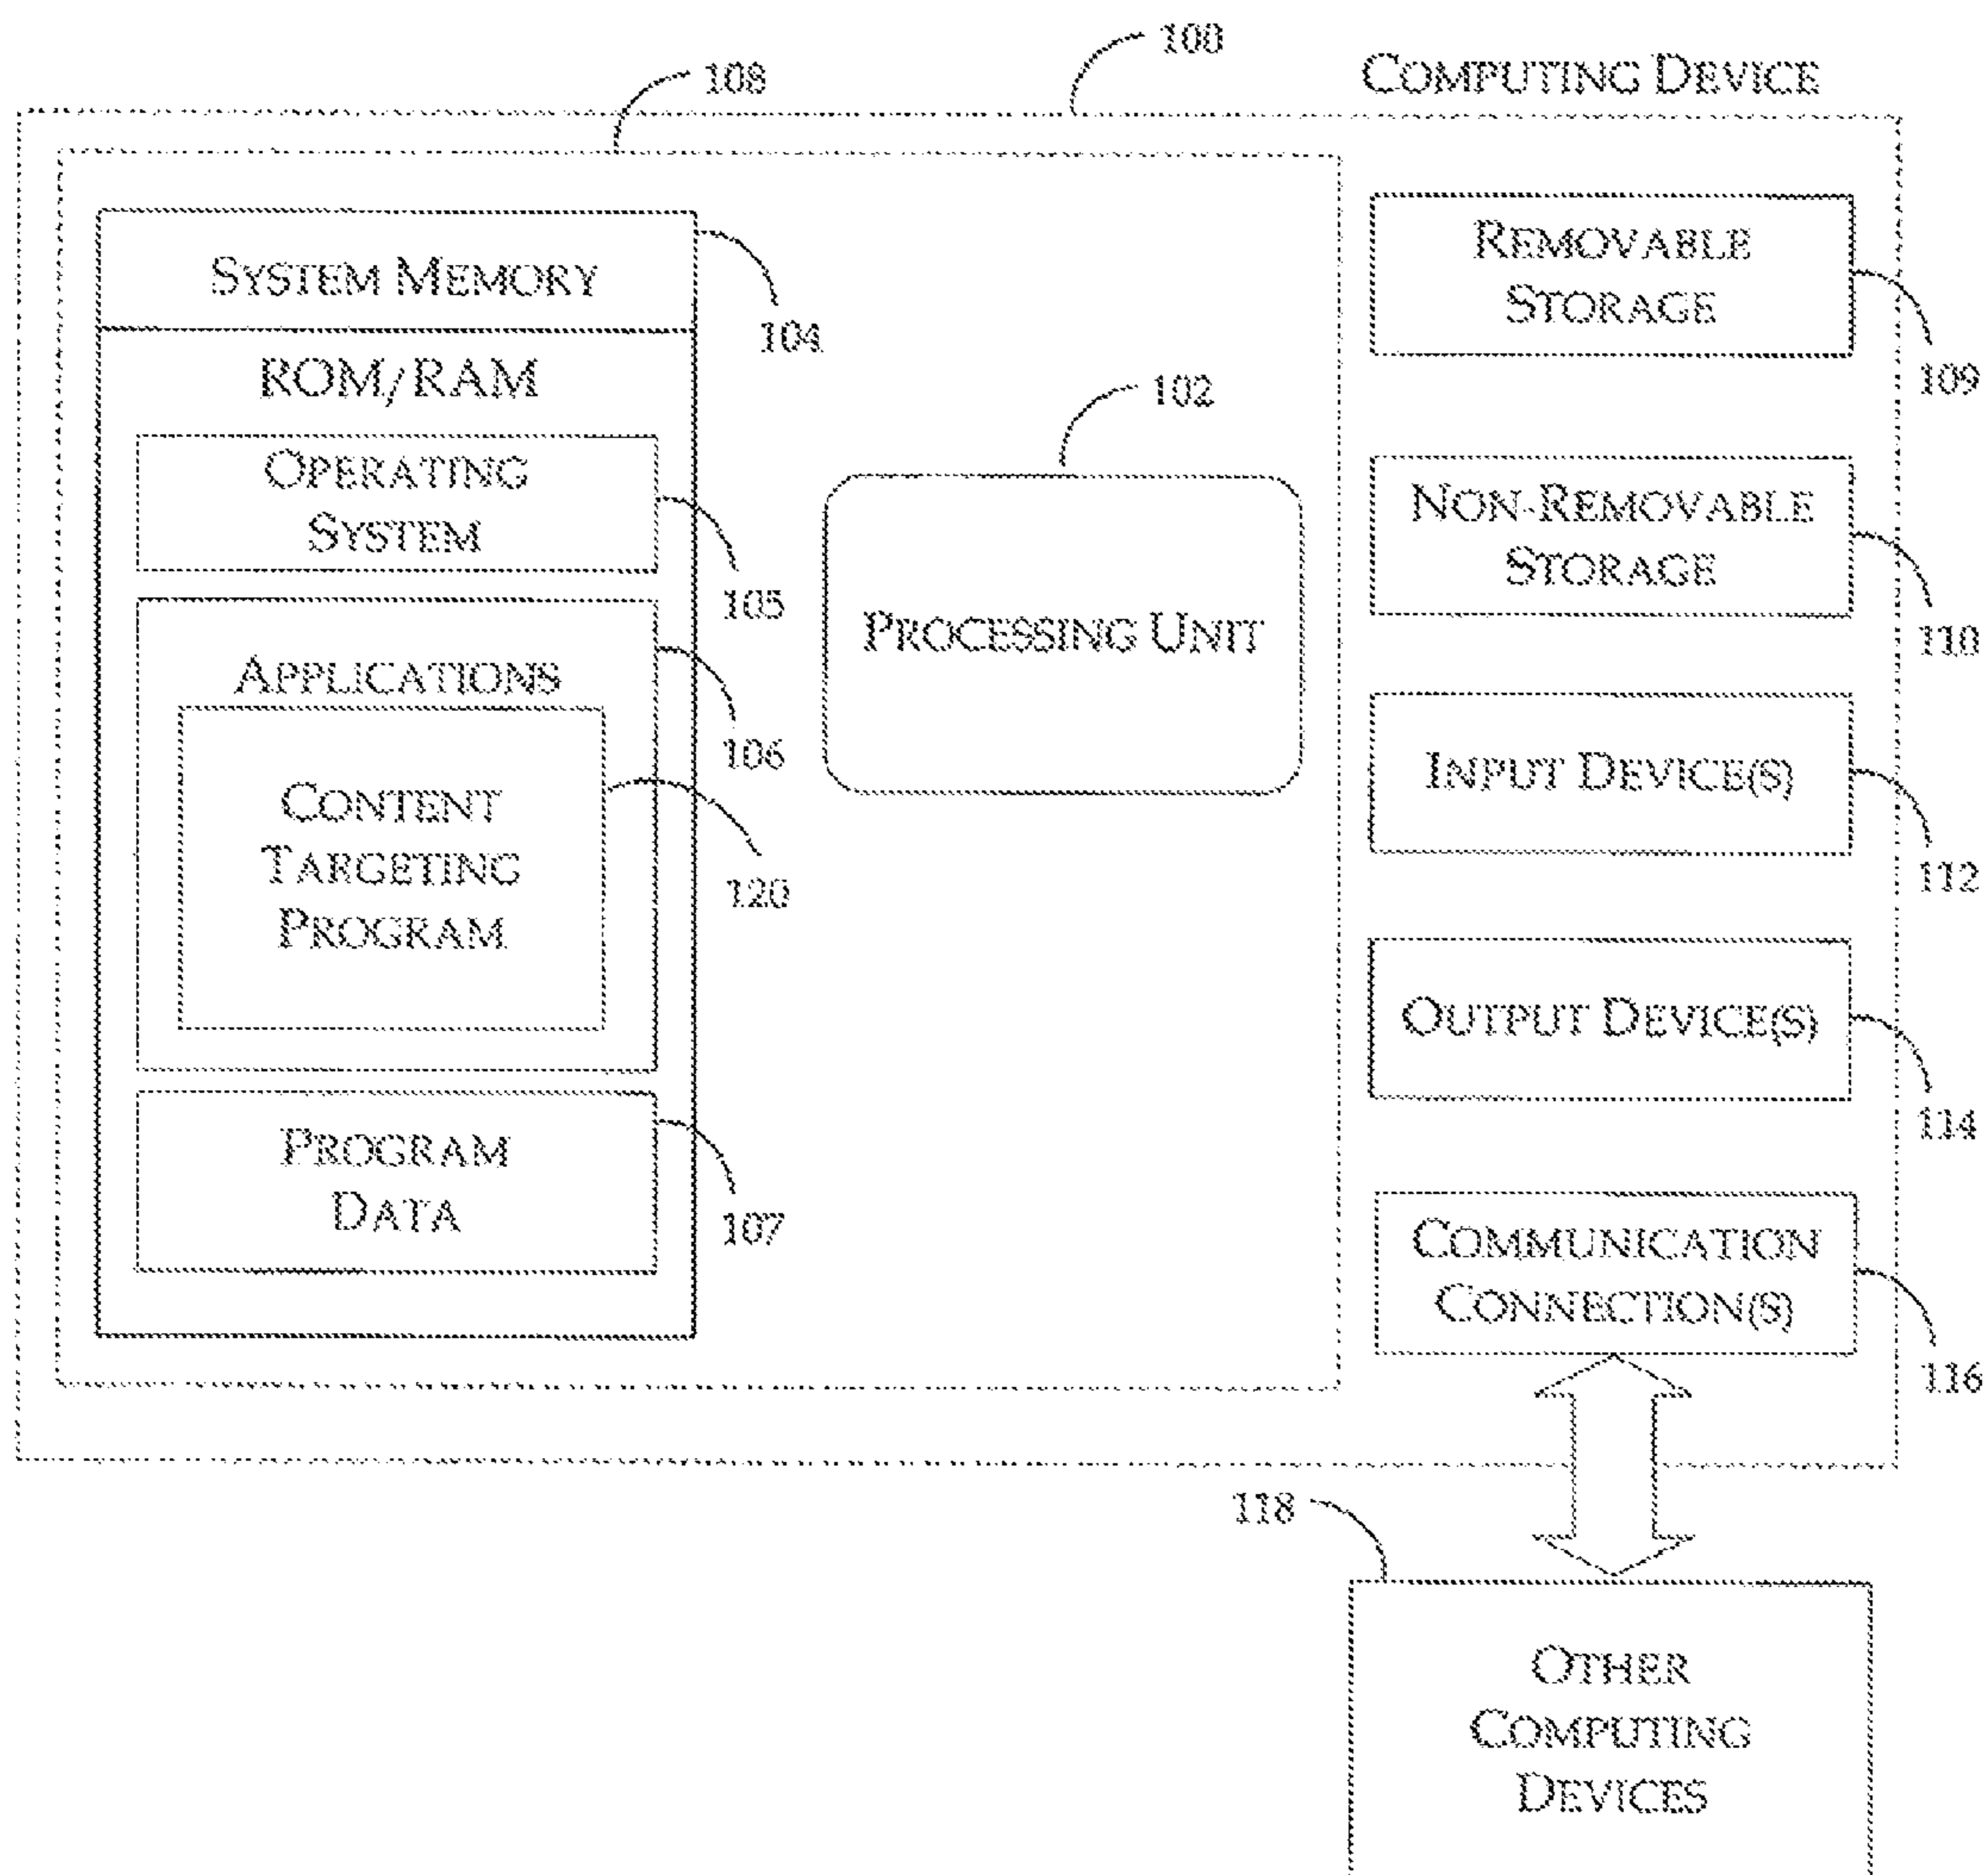 100
COMPUTING DEVICE
108
SYSTEM MEMORY
104
ROM/RAM
OPERATING
SYSTEM
105
APPLICATIONS
106
CONTENT
TARGETING
PROGRAM
120
PROGRAM
DATA
107
102
PROCESSING UNIT
REMOVABLE
STORAGE
109
NON-REMOVABLE
STORAGE
110
INPUT DEVICE(S)
112
OUTPUT DEVICE(S)
114
COMMUNICATION
CONNECTION(S)
116
118
OTHER
COMPUTING
DEVICES